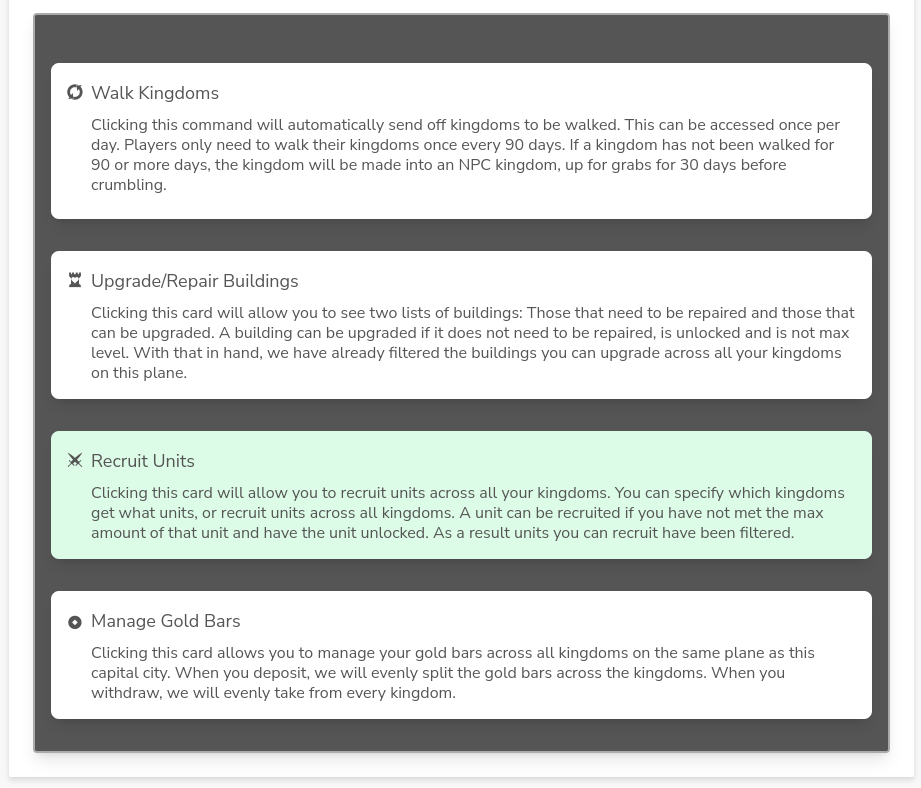 Walk Kingdoms
Clicking this command will automatically send off kingdoms to be walked. This can be accessed once per
day. Players only need to walk their kingdoms once every 90 days. If a kingdom has not been walked for
90 or more days, the kingdom will be made into an NPC kingdom, up for grabs for 30 days before
crumbling.
Upgrade/Repair Buildings
Clicking this card will allow you to see two lists of buildings: Those that need to be repaired and those that
can be upgraded. A building can be upgraded if it does not need to be repaired, is unlocked and is not max
level. With that in hand, we have already filtered the buildings you can upgrade across all your kingdoms
on this plane.
Recruit Units
Clicking this card will allow you to recruit units across all your kingdoms. You can specify which kingdoms
get what units, or recruit units across all kingdoms. A unit can be recruited if you have not met the max
amount of that unit and have the unit unlocked. As a result units you can recruit have been filtered.
Manage Gold Bars
Clicking this card allows you to manage your gold bars across all kingdoms on the same plane as this
capital city. When you deposit, we will evenly split the gold bars across the kingdoms. When you
withdraw, we will evenly take from every kingdom.